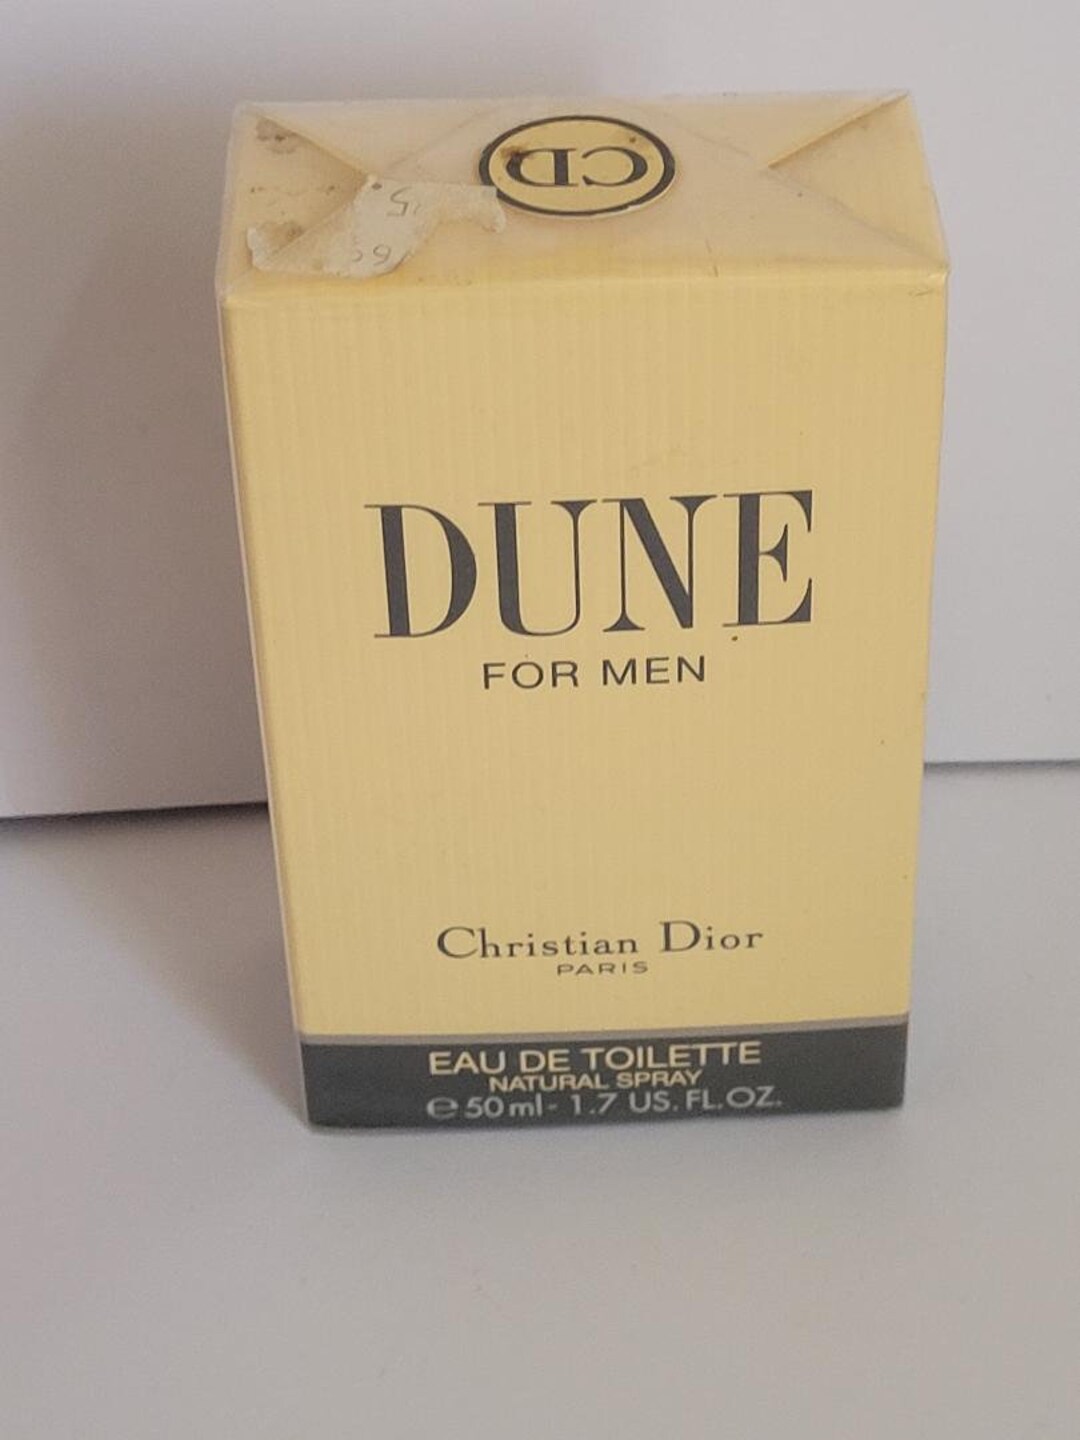 CD
DUNE
FOR MEN
Christian Dior
PARIS
EAU DE TOILETTE
NATURAL SPRAY
℮ 50 ml - 1.7 US. FL. OZ.